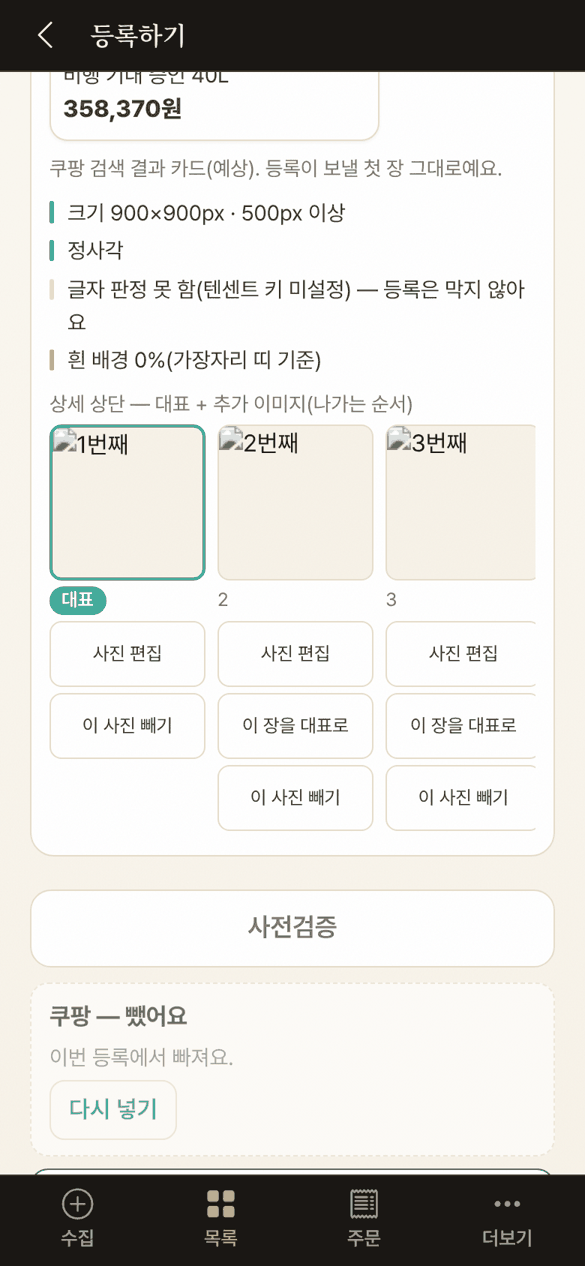 등록하기
비행 기내 승인 40L
358,370원
쿠팡 검색 결과 카드(예상). 등록이 보낼 첫 장 그대로예요.
크기 900×900px · 500px 이상
정사각
글자 판정 못 함(텐센트 키 미설정) — 등록은 막지 않아
요
흰 배경 0%(가장자리 띠 기준)
상세 상단 — 대표 + 추가 이미지(나가는 순서)
1번째 2번째 3번째
대표 2 3
사진 편집 사진 편집 사진 편집
이 사진 빼기 이 장을 대표로 이 장을 대표로
이 사진 빼기 이 사진 빼기
사전검증
쿠팡 — 뺐어요
이번 등록에서 빠져요.
다시 넣기
수집 목록 주문 더보기